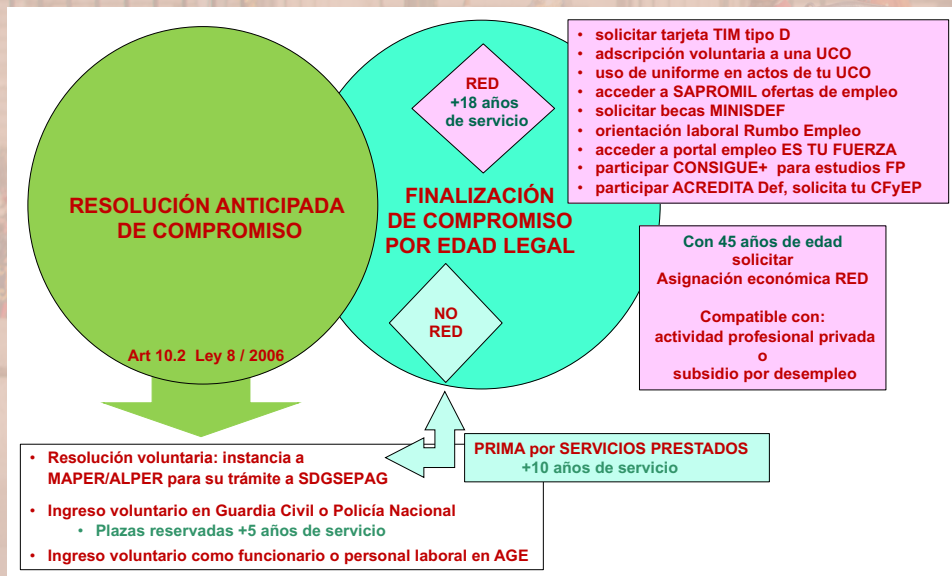 RESOLUCIÓN ANTICIPADA
DE COMPROMISO
Art 10.2 Ley 8 / 2006
RED
+18 años
de servicio
FINALIZACIÓN
DE COMPROMISO
POR EDAD LEGAL
NO
RED
• solicitar tarjeta TIM tipo D
• adscripción voluntaria a una UCO
• uso de uniforme en actos de tu UCO
• acceder a SAPROMIL ofertas de empleo
• solicitar becas MINISDEF
• orientación laboral Rumbo Empleo
• acceder a portal empleo ES TU FUERZA
• participar CONSIGUE+ para estudios FP
• participar ACREDITA Def, solicita tu CFyEP
Con 45 años de edad
solicitar
Asignación económica RED
Compatible con:
actividad profesional privada
o
subsidio por desempleo
PRIMA por SERVICIOS PRESTADOS
+10 años de servicio
• Resolución voluntaria: instancia a
MAPER/ALPER para su trámite a SDGSEPAG
• Ingreso voluntario en Guardia Civil o Policía Nacional
• Plazas reservadas +5 años de servicio
• Ingreso voluntario como funcionario o personal laboral en AGE